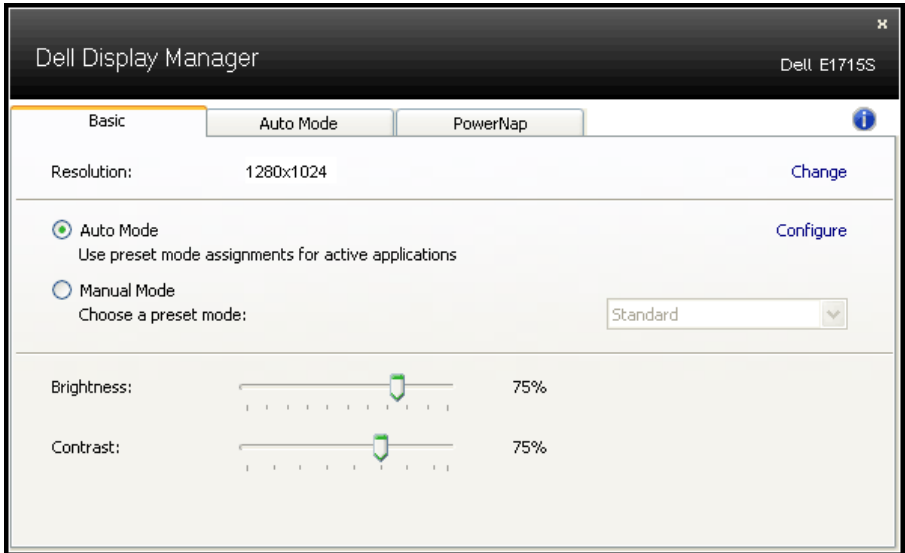 x
Dell Display Manager
Dell E1715S
Basic Auto Mode PowerNap i
Resolution: 1280x1024 Change
Auto Mode Configure
Use preset mode assignments for active applications
Manual Mode
Choose a preset mode: Standard
Brightness: 75%
Contrast: 75%